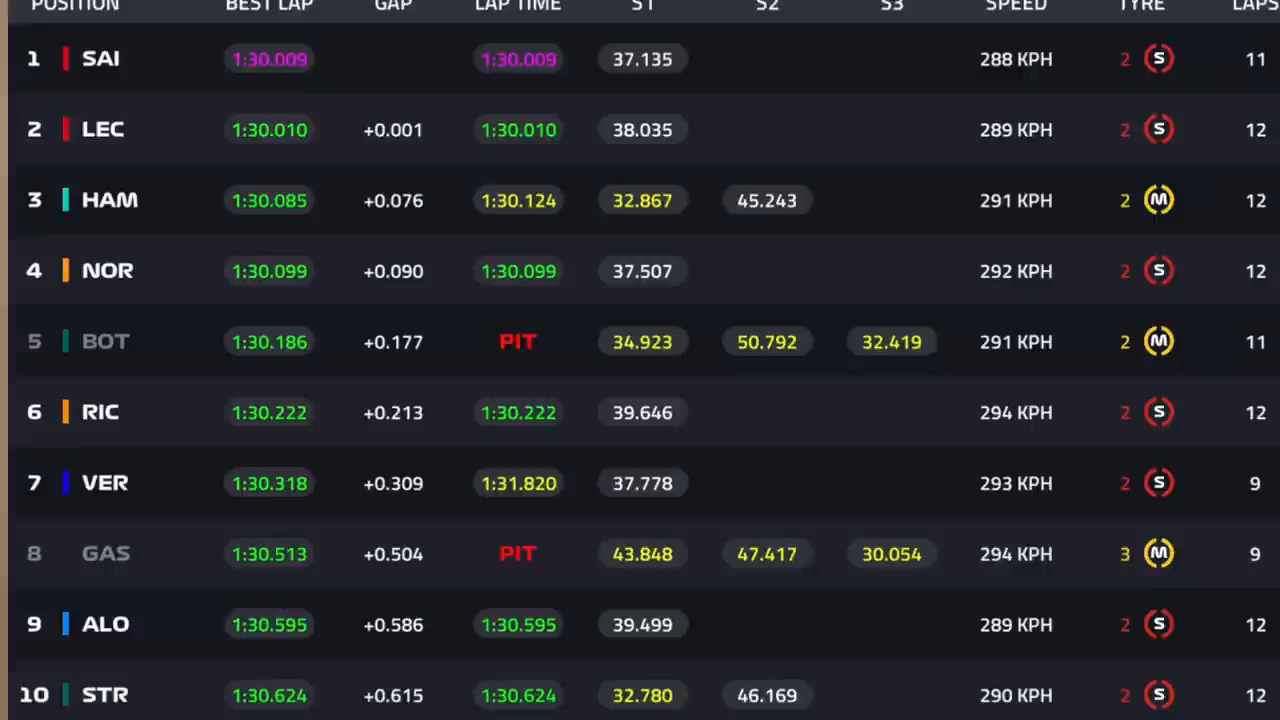 POSITION BEST LAP GAP LAP TIME S1 S2 S3 SPEED TYRE LAPS
1 SAI 1:30.009 1:30.009 37.135 288 KPH 2 S 11
2 LEC 1:30.010 +0.001 1:30.010 38.035 289 KPH 2 S 12
3 HAM 1:30.085 +0.076 1:30.124 32.867 45.243 291 KPH 2 M 12
4 NOR 1:30.099 +0.090 1:30.099 37.507 292 KPH 2 S 12
5 BOT 1:30.186 +0.177 PIT 34.923 50.792 32.419 291 KPH 2 M 11
6 RIC 1:30.222 +0.213 1:30.222 39.646 294 KPH 2 S 12
7 VER 1:30.318 +0.309 1:31.820 37.778 293 KPH 2 S 9
8 GAS 1:30.513 +0.504 PIT 43.848 47.417 30.054 294 KPH 3 M 9
9 ALO 1:30.595 +0.586 1:30.595 39.499 289 KPH 2 S 12
10 STR 1:30.624 +0.615 1:30.624 32.780 46.169 290 KPH 2 S 12